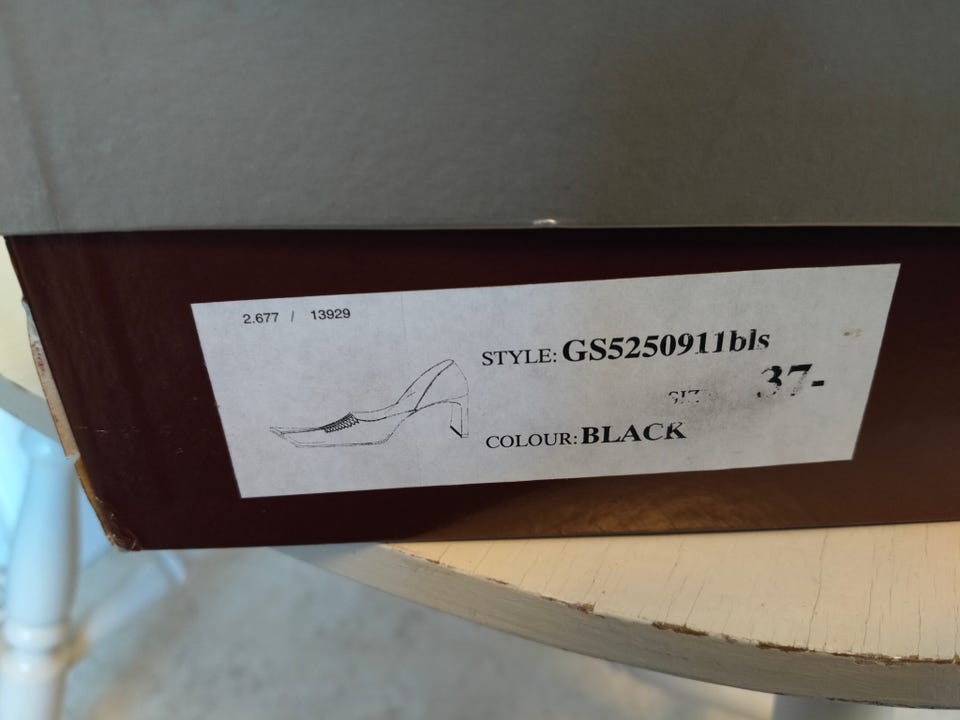 2.677 / 13929
STYLE: GS5250911bls
37-
COLOUR: BLACK